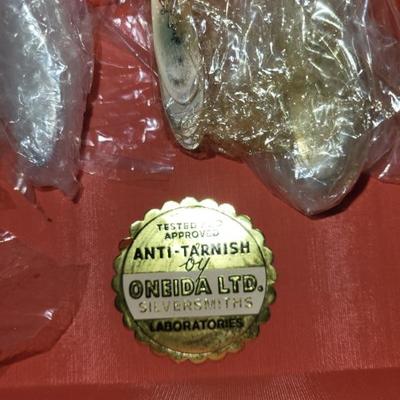 TESTED AND
APPROVED
ANTI-TARNISH
by
ONEIDA LTD.
SILVERSMITHS
LABORATORIES